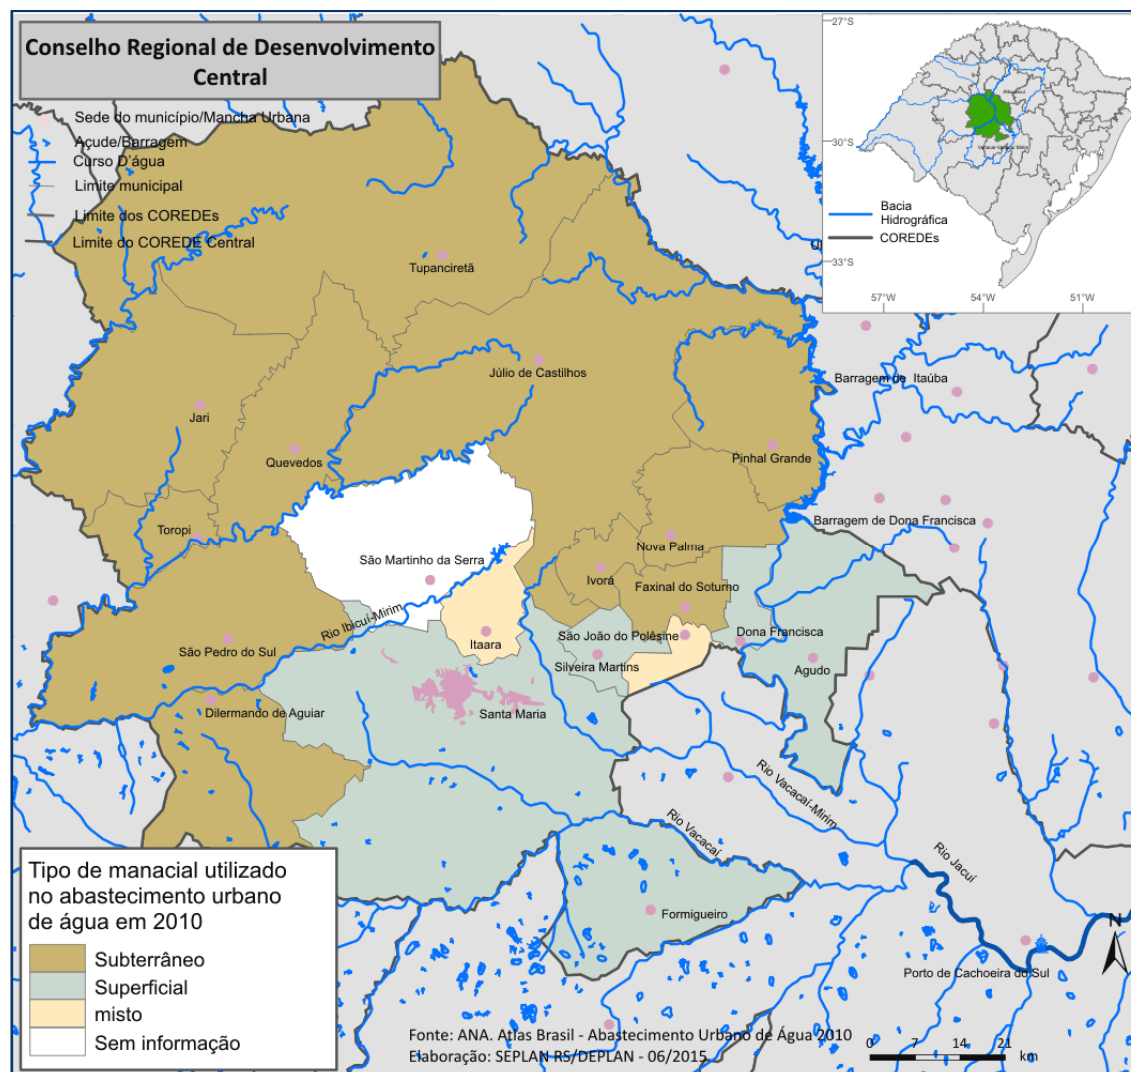 Conselho Regional de Desenvolvimento
Central
Sede do município/Mancha Urbana
Açude/Barragem
Curso D'água
Limite municipal
Limite dos COREDEs
Limite do COREDE Central
27°S
30°S
33°S
57°W
54°W
51°W
Bacia
Hidrográfica
COREDEs
Tupanciretã
Júlio de Castilhos
Barragem de Itaúba
Jari
Quevedos
Pinhal Grande
Toropi
Barragem de Dona Francisca
Nova Palma
São Martinho da Serra
Ivorá
Faxinal do Soturno
Rio Ibicuí-Mirim
São João do Polêsine
Dona Francisca
Itaara
São Pedro do Sul
Silveira Martins
Agudo
Dilermando de Aguiar
Santa Maria
Rio Vacacaí-Mirim
Rio Vacacaí
Rio Jacuí
Formigueiro
N
Porto de Cachoeira do Sul
Tipo de manacial utilizado
no abastecimento urbano
de água em 2010
Subterrâneo
Superficial
misto
Sem informação
Fonte: ANA. Atlas Brasil - Abastecimento Urbano de Água 2010
Elaboração: SEPLAN RS/DEPLAN - 06/2015
0 7 14 21
km